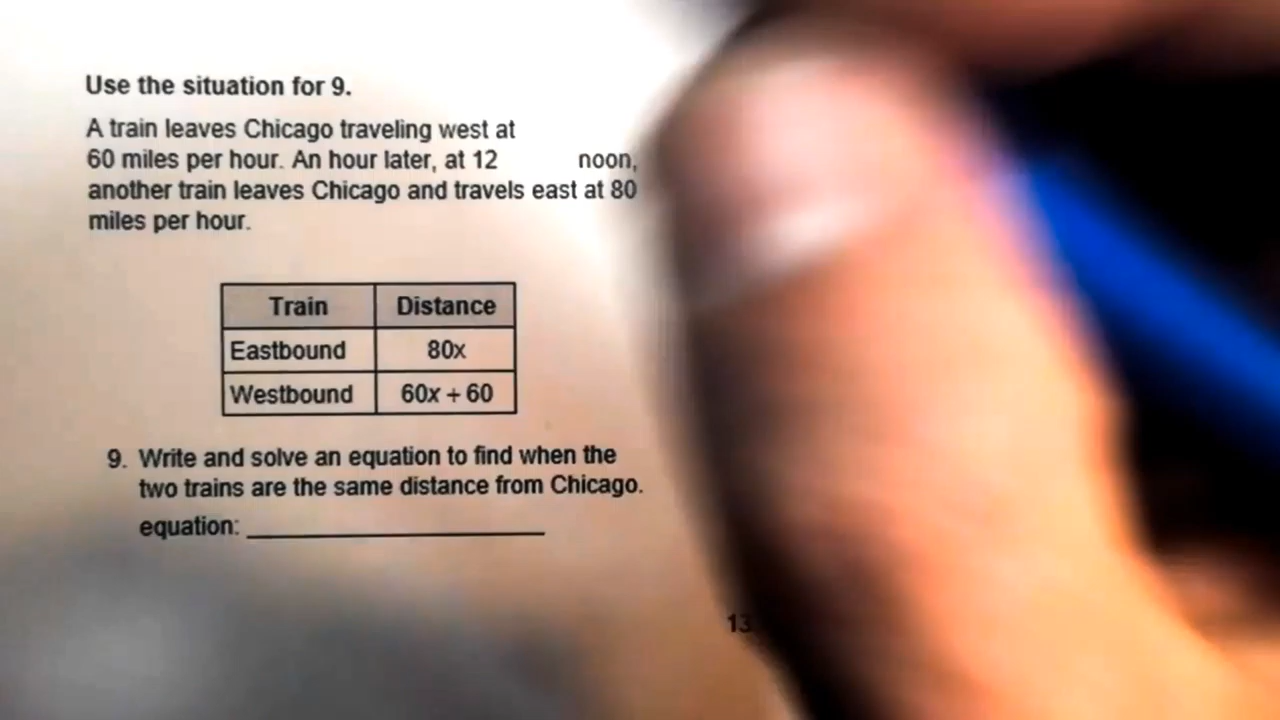 Use the situation for 9.
A train leaves Chicago traveling west at
60 miles per hour. An hour later, at 12 noon,
another train leaves Chicago and travels east at 80
miles per hour.
Train Distance
Eastbound 80x
Westbound 60x + 60
9. Write and solve an equation to find when the
two trains are the same distance from Chicago.
equation: ____________________
13